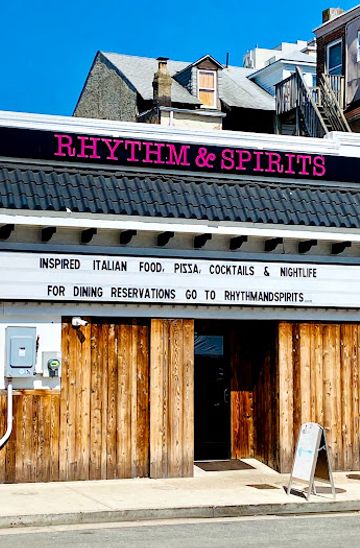 RHYTHM & SPIRITS
INSPIRED ITALIAN FOOD, PIZZA, COCKTAILS & NIGHTLIFE
FOR DINING RESERVATIONS GO TO RHYTHMANDSPIRITS...